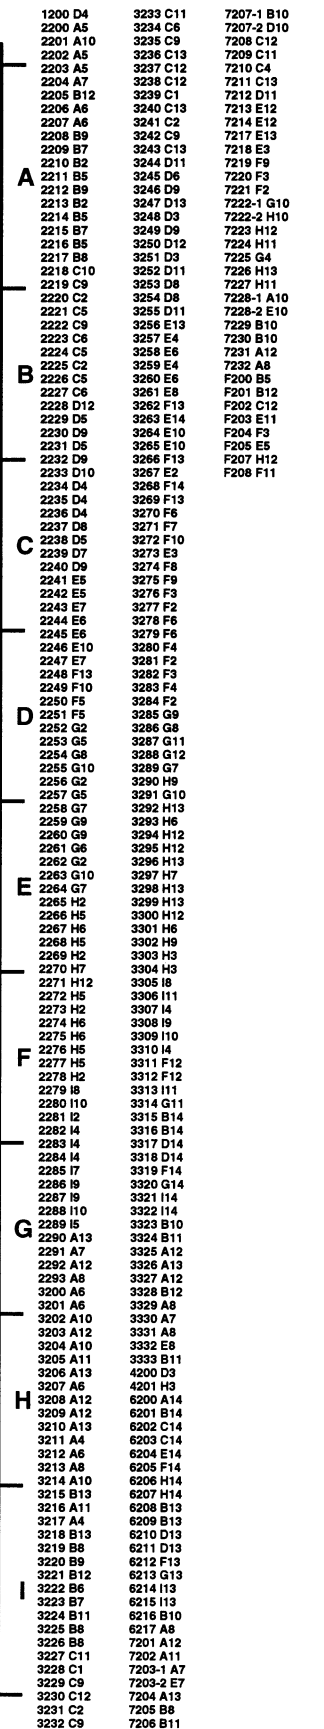 1200 D4
2200 A5
2201 A10
2202 A5
2203 A5
2204 A7
2205 B12
2206 A6
2207 A6
2208 B9
2209 B7
2210 B2
A
2211 B5
2212 B9
2213 B2
2214 B5
2215 B7
2216 B5
2217 B8
2218 C10
2219 C9
2220 C2
2221 C5
2222 C9
2223 C6
2224 C5
B
2225 C2
2226 C5
2227 C6
2228 D12
2229 D5
2230 D9
2231 D5
2232 D9
2233 D10
2234 D4
2235 D4
2236 D4
2237 D8
2238 D5
C
2239 D7
2240 D9
2241 E5
2242 E5
2243 E7
2244 E6
2245 E6
2246 E10
2247 E7
2248 F13
2249 F10
2250 F5
D
2251 F5
2252 G2
2253 G5
2254 G8
2255 G10
2256 G2
2257 G5
2258 G7
2259 G9
2260 G9
2261 G6
2262 G2
E
2263 G10
2264 G7
2265 H2
2266 H5
2267 H6
2268 H5
2269 H2
2270 H7
2271 H12
2272 H5
2273 H2
2274 H6
2275 H6
F
2276 H5
2277 H5
2278 H2
2279 I8
2280 I10
2281 I2
2282 I4
2283 I4
2284 I4
2285 I7
2286 I9
2287 I9
2288 I10
G
2289 I5
2290 A13
2291 A7
2292 A12
2293 A8
3200 A6
3201 A6
3202 A10
3203 A12
3204 A10
3205 A11
3206 A13
3207 A6
H
3208 A12
3209 A12
3210 A13
3211 A4
3212 A6
3213 A8
3214 A10
3215 B13
3216 A11
3217 A4
3218 B13
3219 B8
3220 B9
3221 B12
I
3222 B6
3223 B7
3224 B11
3225 B8
3226 B8
3227 C11
3228 C1
3229 C9
3230 C12
3231 C2
3232 C9
3233 C11
3234 C6
3235 C9
3236 C13
3237 C12
3238 C12
3239 C1
3240 C13
3241 C2
3242 C9
3243 C13
3244 D11
3245 D6
3246 D9
3247 D13
3248 D3
3249 D9
3250 D12
3251 D3
3252 D11
3253 D8
3254 D8
3255 D11
3256 E13
3257 E4
3258 E6
3259 E4
3260 E6
3261 E8
3262 F13
3263 E14
3264 E10
3265 E10
3266 F13
3267 E2
3268 F14
3269 F13
3270 F6
3271 F7
3272 F10
3273 E3
3274 F8
3275 F9
3276 F3
3277 F2
3278 F6
3279 F6
3280 F4
3281 F2
3282 F3
3283 F4
3284 F2
3285 G9
3286 G8
3287 G11
3288 G12
3289 G7
3290 H9
3291 G10
3292 H13
3293 H6
3294 H12
3295 H12
3296 H13
3297 H7
3298 H13
3299 H13
3300 H12
3301 H6
3302 H9
3303 H3
3304 H3
3305 I8
3306 I11
3307 I4
3308 I9
3309 I10
3310 I4
3311 F12
3312 F12
3313 I11
3314 G11
3315 B14
3316 B14
3317 D14
3318 D14
3319 F14
3320 G14
3321 I14
3322 I14
3323 B10
3324 B11
3325 A12
3326 A13
3327 A12
3328 B12
3329 A8
3330 A7
3331 A8
3332 E8
3333 B11
4200 D3
4201 H3
6200 A14
6201 B14
6202 C14
6203 C14
6204 E14
6205 F14
6206 H14
6207 H14
6208 B13
6209 B13
6210 D13
6211 D13
6212 F13
6213 G13
6214 I13
6215 I13
6216 B10
6217 A8
7201 A12
7202 A11
7203-1 A7
7203-2 E7
7204 A13
7205 B8
7206 B11
7207-1 B10
7207-2 D10
7208 C12
7209 C11
7210 C4
7211 C13
7212 D11
7213 E12
7214 E12
7217 E13
7218 E3
7219 F9
7220 F3
7221 F2
7222-1 G10
7222-2 H10
7223 H12
7224 H11
7225 G4
7226 H13
7227 H11
7228-1 A10
7228-2 E10
7229 B10
7230 B10
7231 A12
7232 A8
F200 B5
F201 B12
F202 C12
F203 E11
F204 F3
F205 E5
F207 H12
F208 F11